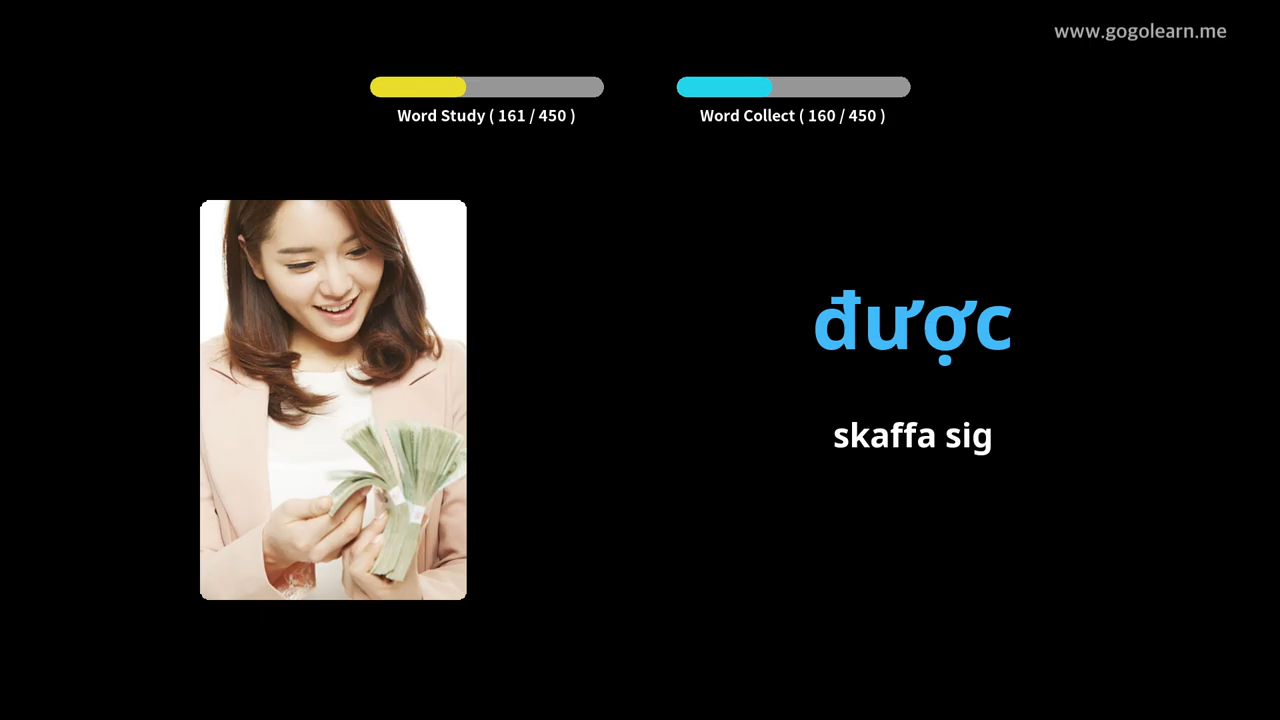 www.gogolearn.me
Word Study ( 161 / 450 )
Word Collect ( 160 / 450 )
được
skaffa sig